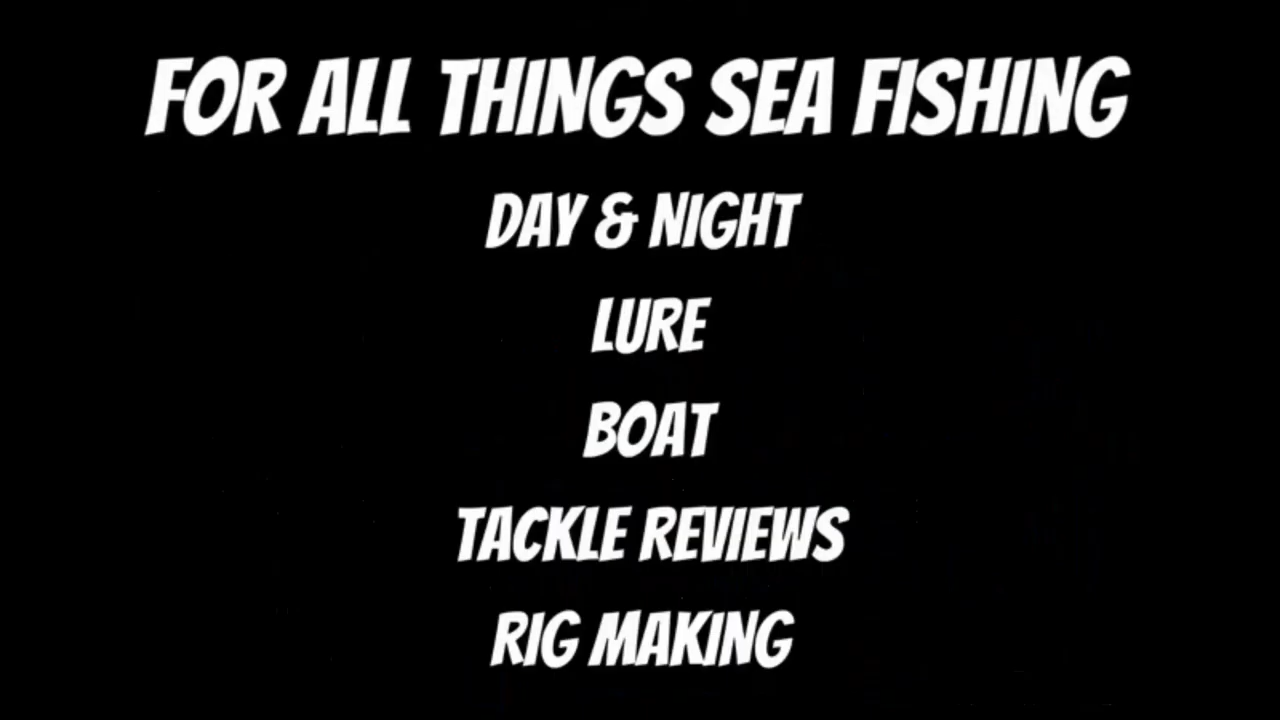 FOR ALL THINGS SEA FISHING
DAY & NIGHT
LURE
BOAT
TACKLE REVIEWS
RIG MAKING